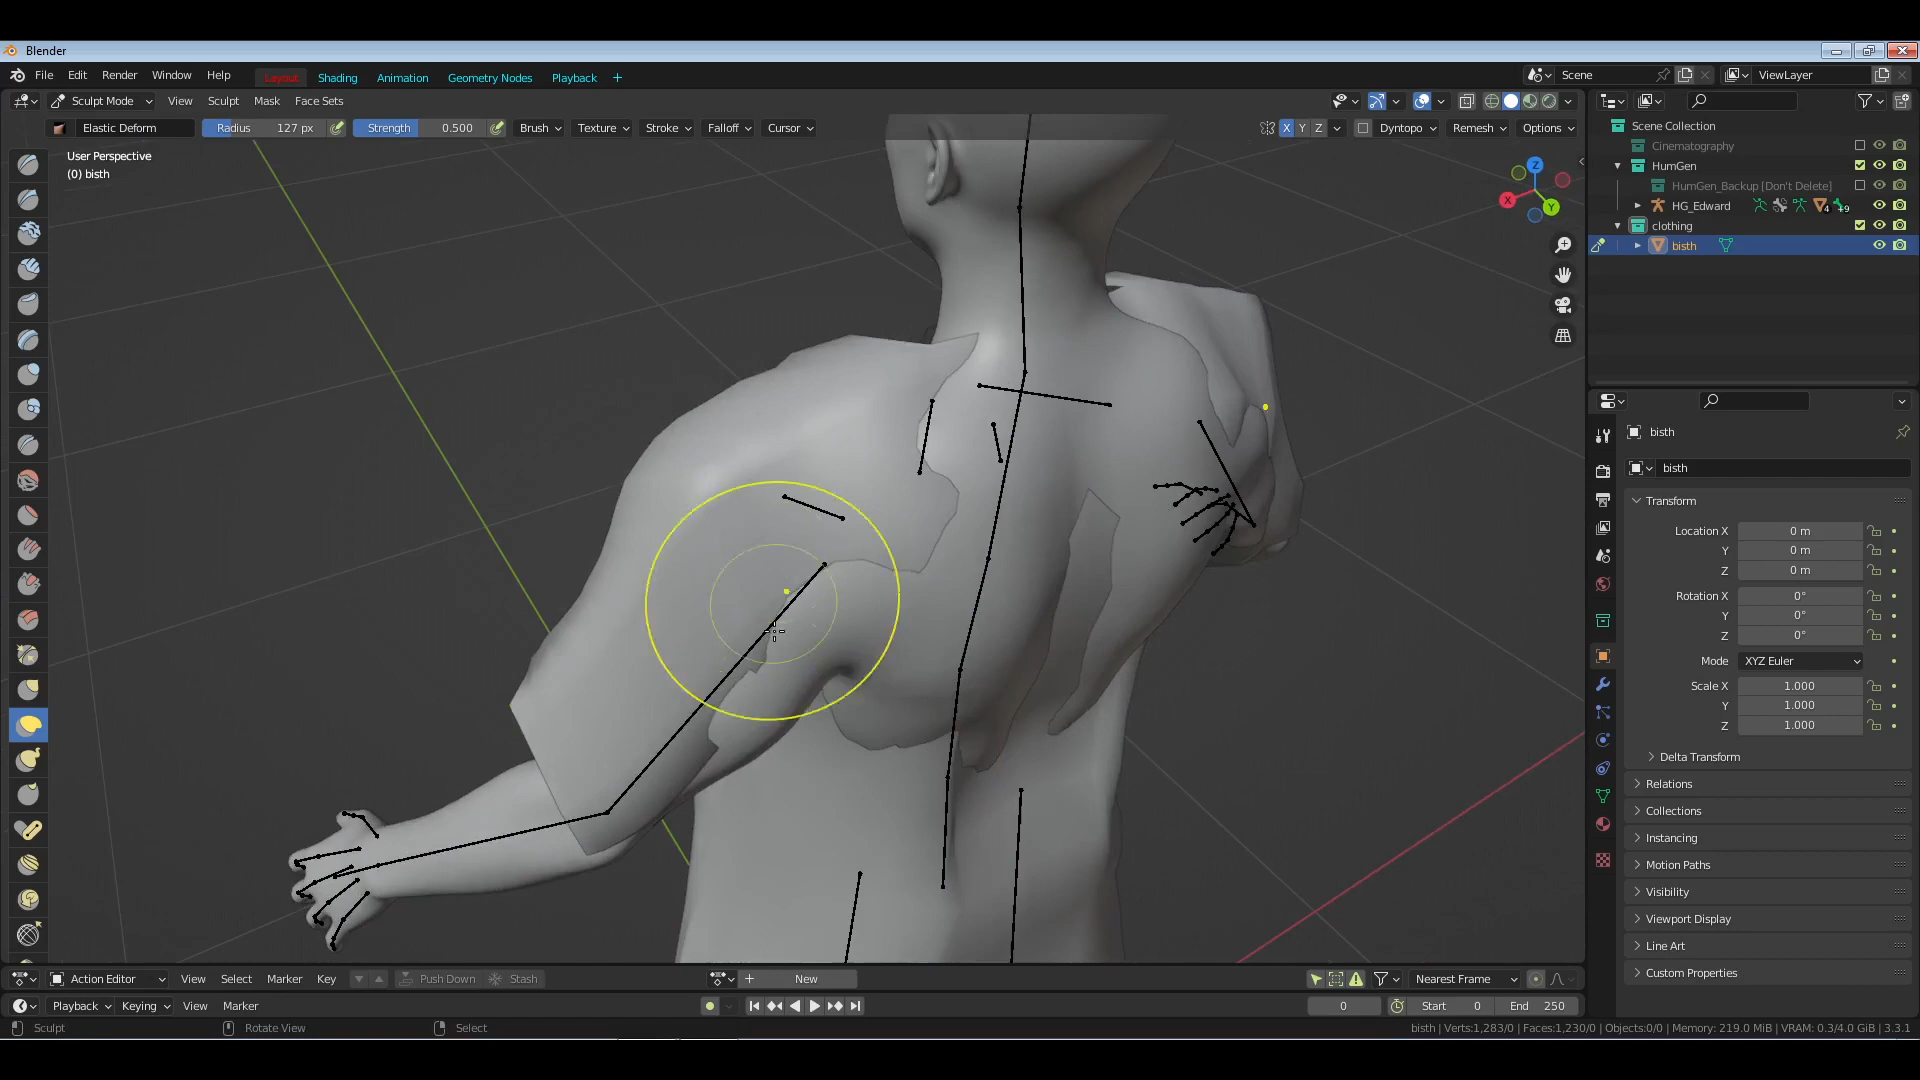 Blender
File Edit Render Window Help Layout Shading Animation Geometry Nodes Playback + Scene ViewLayer
Sculpt Mode View Sculpt Mask Face Sets
Elastic Deform Radius 127 px Strength 0.500 Brush Texture Stroke Falloff Cursor X Y Z Dyntopo Remesh Options
User Perspective
(0) bisth
Z
X
Y
Scene Collection
Cinematography
HumGen
HumGen_Backup [Don't Delete]
HG_Edward 4 +9
clothing
bisth
bisth
bisth
Transform
Location X 0 m
Y 0 m
Z 0 m
Rotation X 0°
Y 0°
Z 0°
Mode XYZ Euler
Scale X 1.000
Y 1.000
Z 1.000
Delta Transform
Relations
Collections
Instancing
Motion Paths
Visibility
Viewport Display
Line Art
Custom Properties
Action Editor View Select Marker Key Push Down Stash + New Nearest Frame
Playback Keying View Marker 0 Start 0 End 250
Sculpt Rotate View Select bisth | Verts:1,283/0 | Faces:1,230/0 | Objects:0/0 | Memory: 219.0 MiB | VRAM: 0.3/4.0 GiB | 3.3.1